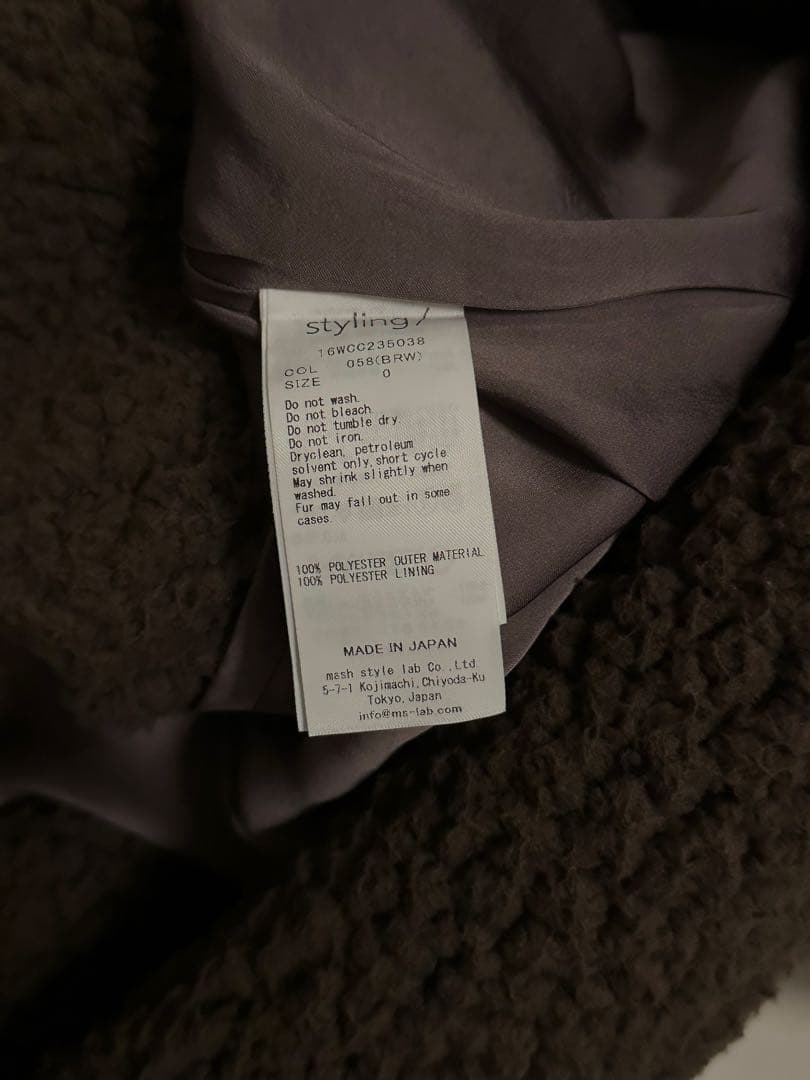 styling/
16WCC235038
COL 058(BRW)
SIZE 0
Do not wash.
Do not bleach.
Do not tumble dry.
Do not iron.
Dryclean, petroleum
solvent only, short cycle.
May shrink slightly when
washed.
Fur may fall out in some
cases.
100% POLYESTER OUTER MATERIAL
100% POLYESTER LINING
MADE IN JAPAN
mash style lab Co.,Ltd.
5-7-1 Kojimachi,Chiyoda-Ku
Tokyo,Japan
info@ms-lab.com